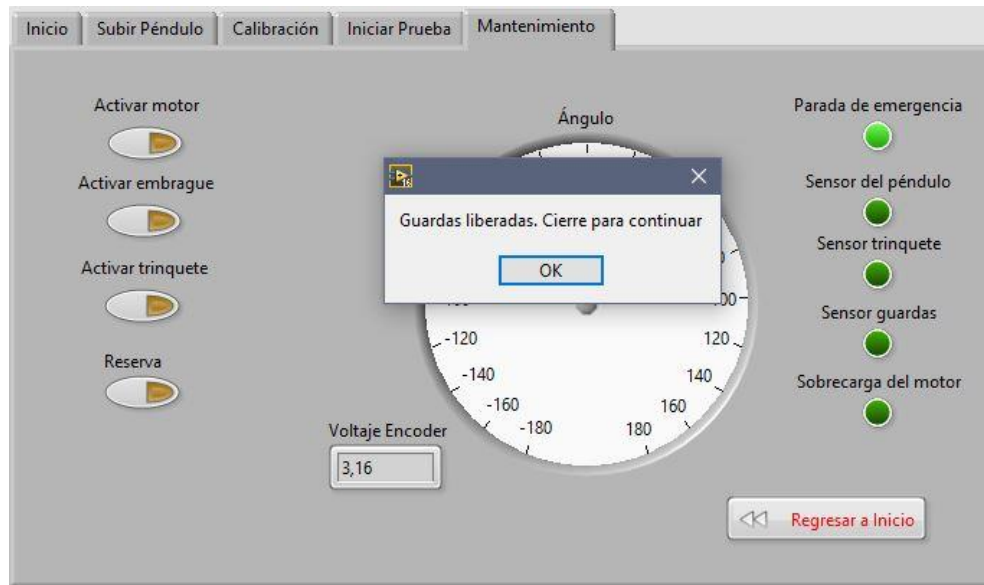 Inicio Subir Péndulo Calibración Iniciar Prueba Mantenimiento
Activar motor
Activar embrague
Activar trinquete
Reserva
Ángulo
Guardas liberadas. Cierre para continuar
OK
-120 120
-140 140
-160 160
-180 180
Voltaje Encoder
3,16
Parada de emergencia
Sensor del péndulo
Sensor trinquete
Sensor guardas
Sobrecarga del motor
Regresar a Inicio